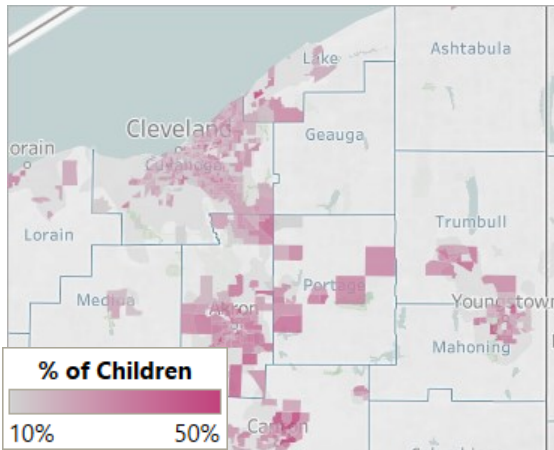 Lake
Ashtabula
Cleveland
Geauga
orain
Cuyahoga
Lorain
Trumbull
Medina
Portage
Akron
Youngstown
Mahoning
% of Children
10%
50%
Canton